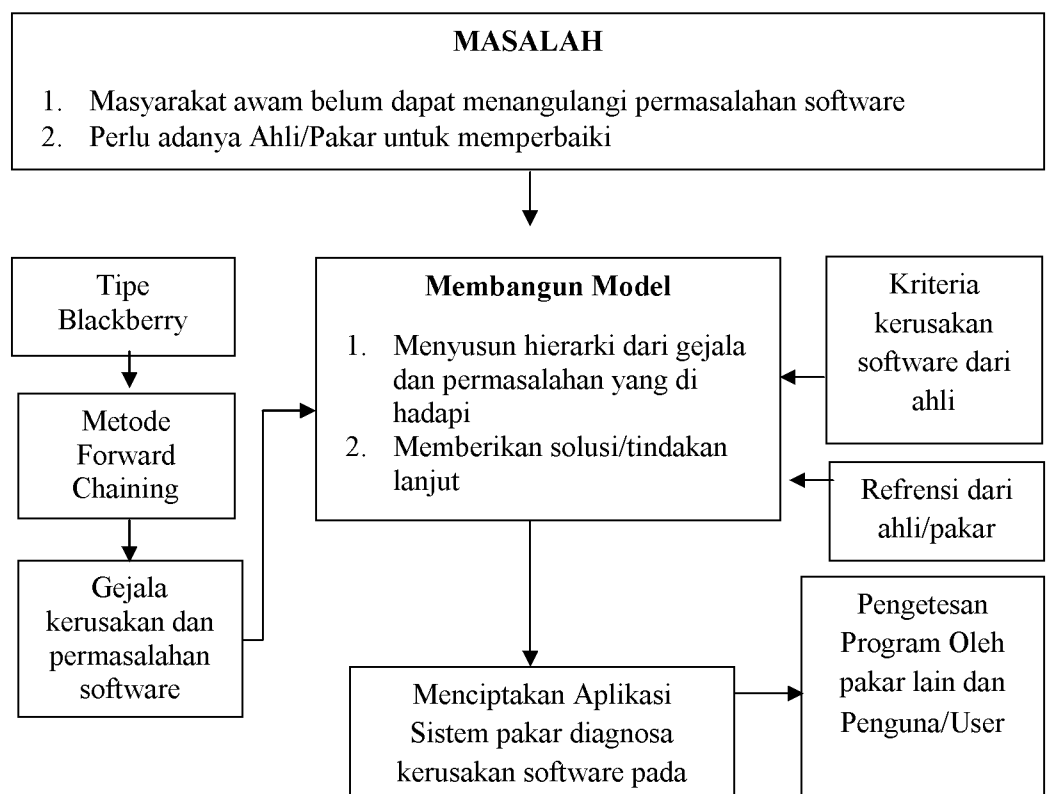 MASALAH
1. Masyarakat awam belum dapat menangulangi permasalahan software
2. Perlu adanya Ahli/Pakar untuk memperbaiki
Tipe
Blackberry
Metode
Forward
Chaining
Gejala
kerusakan dan
permasalahan
software
Membangun Model
1. Menyusun hierarki dari gejala
dan permasalahan yang di
hadapi
2. Memberikan solusi/tindakan
lanjut
Kriteria
kerusakan
software dari
ahli
Refrensi dari
ahli/pakar
Menciptakan Aplikasi
Sistem pakar diagnosa
kerusakan software pada
Pengetesan
Program Oleh
pakar lain dan
Penguna/User